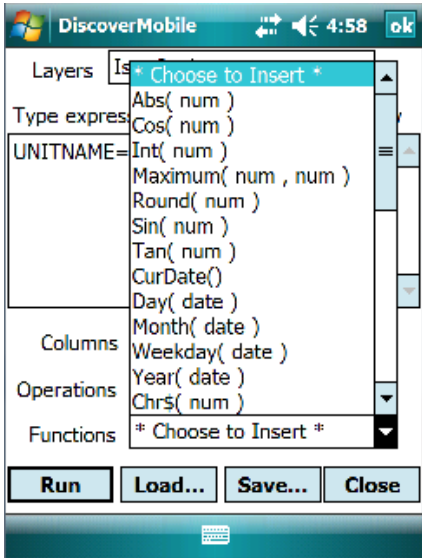 DiscoverMobile 4:58 ok
Layers Is
* Choose to Insert *
Abs( num )
Type expres
Cos( num )
UNITNAME=
Int( num )
Maximum( num , num )
Round( num )
Sin( num )
Tan( num )
CurDate()
Day( date )
Month( date )
Columns
Weekday( date )
Year( date )
Operations
Chr$( num )
Functions * Choose to Insert *
Run Load... Save... Close